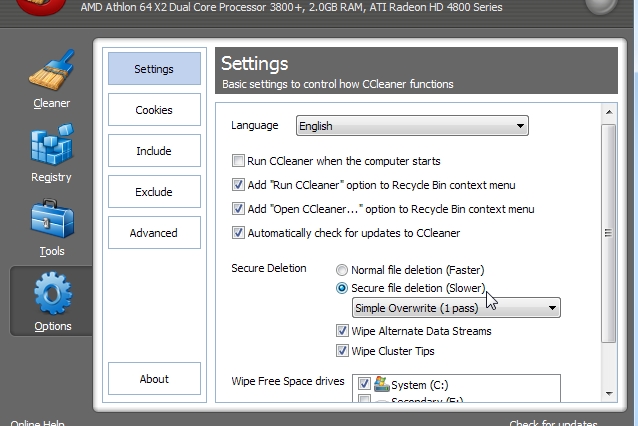 AMD Athlon 64 X2 Dual Core Processor 3800+, 2.0GB RAM, ATI Radeon HD 4800 Series
Cleaner
Registry
Tools
Options
Settings
Cookies
Include
Exclude
Advanced
About
Settings
Basic settings to control how CCleaner functions
Language English
Run CCleaner when the computer starts
Add "Run CCleaner" option to Recycle Bin context menu
Add "Open CCleaner..." option to Recycle Bin context menu
Automatically check for updates to CCleaner
Secure Deletion Normal file deletion (Faster)
Secure file deletion (Slower)
Simple Overwrite (1 pass)
Wipe Alternate Data Streams
Wipe Cluster Tips
Wipe Free Space drives System (C:)
Secondary (E:)
Online Help Check for updates